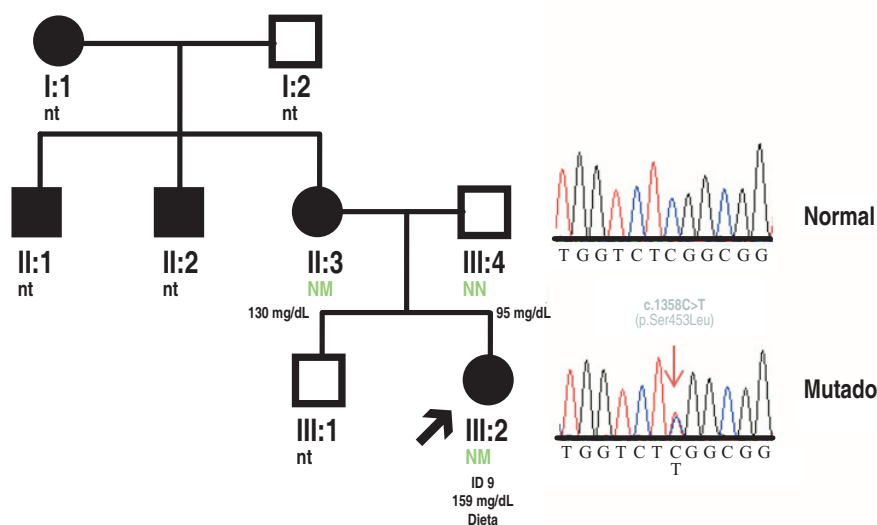 I:1
nt
I:2
nt
II:1
nt
II:2
nt
II:3
NM
130 mg/dL
III:4
NN
95 mg/dL
III:1
nt
III:2
NM
ID 9
159 mg/dL
Dieta
T G G T C T C G G C G G
Normal
c.1358C>T
(p.Ser453Leu)
T G G T C T C G G C G G
T
Mutado